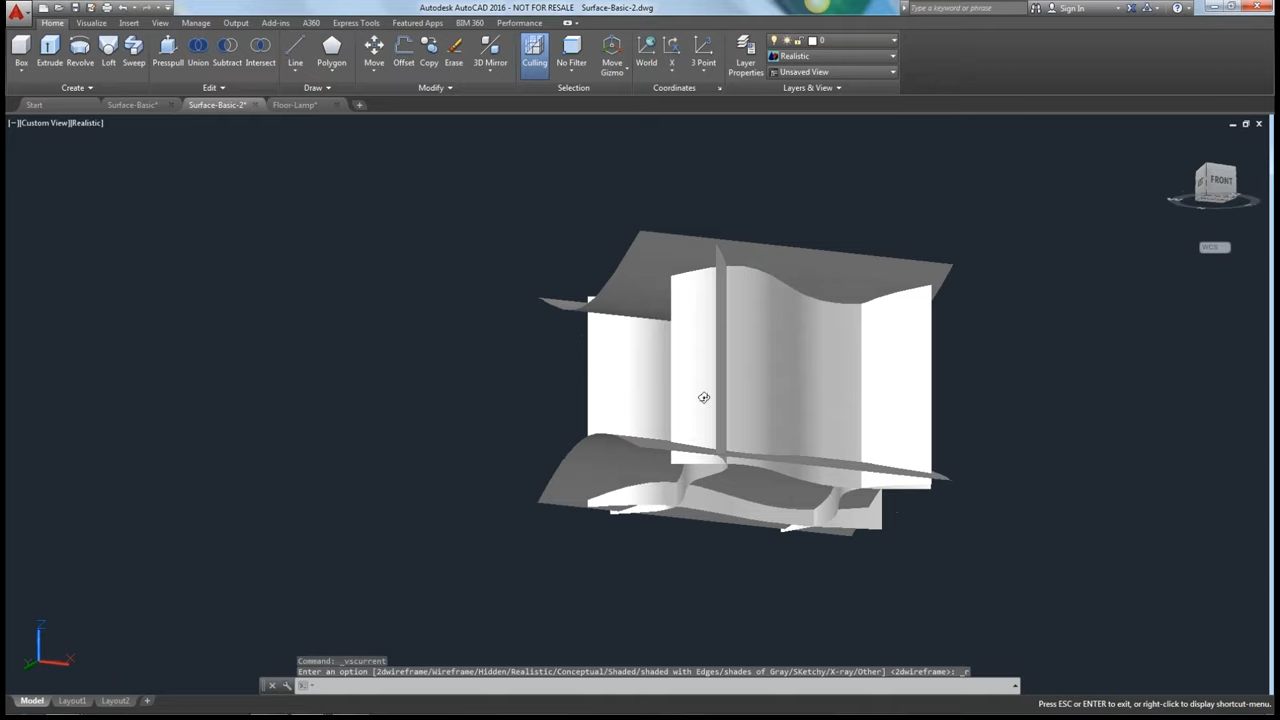 Autodesk AutoCAD 2016 - NOT FOR RESALE Surface-Basic-2.dwg
Type a keyword or phrase
Sign In
Home Visualize Insert View Manage Output Add-ins A360 Express Tools Featured Apps BIM 360 Performance
Box Extrude Revolve Loft Sweep Presspull Union Subtract Intersect Line Polygon Move Offset Copy Erase 3D Mirror Culling No Filter Move Gizmo World X 3 Point Layer Properties
0
Realistic
Unsaved View
Create Edit Draw Modify Selection Coordinates Layers & View
Start Surface-Basic* Surface-Basic-2* Floor-Lamp*
[−][Custom View][Realistic]
FRONT
WCS
Z
X
Y
Command: _vscurrent
Enter an option [2dwireframe/Wireframe/Hidden/Realistic/Conceptual/Shaded/shaded with Edges/shades of Gray/SKetchy/X-ray/Other] <2dwireframe>: _r
Model Layout1 Layout2 +
Press ESC or ENTER to exit, or right-click to display shortcut-menu.